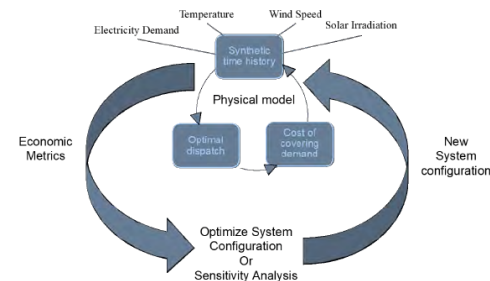 Temperature
Wind Speed
Electricity Demand
Solar Irradiation
Synthetic
time history
Physical model
Optimal
dispatch
Cost of
covering
demand
Economic
Metrics
New
System
configuration
Optimize System
Configuration
Or
Sensitivity Analysis